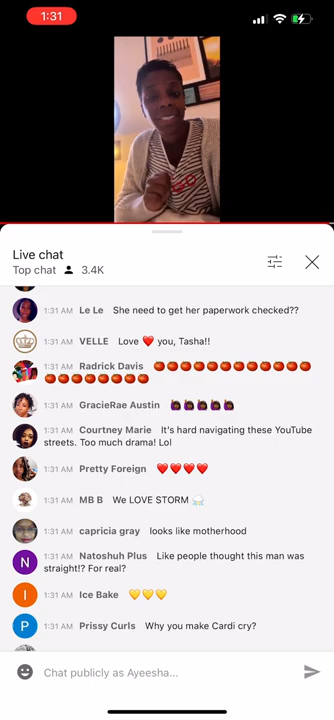 1:31
Live chat
Top chat 3.4K
1:31 AM Le Le She need to get her paperwork checked??
1:31 AM VELLE Love ❤️ you, Tasha!!
1:31 AM Radrick Davis 🍅🍅🍅🍅🍅🍅🍅🍅🍅🍅🍅🍅
🍅🍅🍅🍅🍅🍅🍅🍅
1:31 AM GracieRae Austin 🙋🏾‍♀️🙋🏾‍♀️🙋🏾‍♀️🙋🏾‍♀️🙋🏾‍♀️
1:31 AM Courtney Marie It's hard navigating these YouTube
streets. Too much drama! Lol
1:31 AM Pretty Foreign ❤️❤️❤️❤️
1:31 AM MB B We LOVE STORM ⛈️
1:31 AM capricia gray looks like motherhood
N 1:31 AM Natoshuh Plus Like people thought this man was
straight!? For real?
I 1:31 AM Ice Bake 💛💛💛
P 1:31 AM Prissy Curls Why you make Cardi cry?
Chat publicly as Ayeesha...